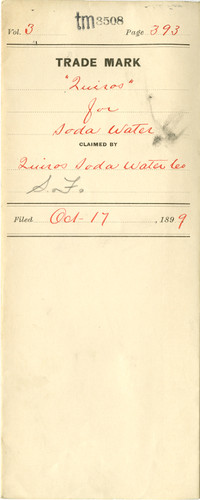 tm3508
Vol. 3 Page 393
TRADE MARK
"Quiros"
for
Soda Water
CLAIMED BY
Quiros Soda Water Co
S.F.
Filed Oct 17, 1899